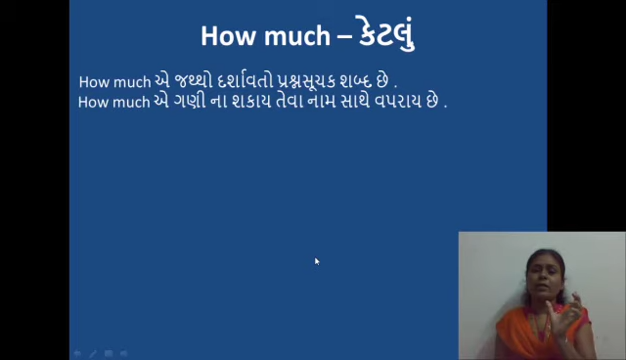 How much – કેટલું
How much એ જથ્થો દર્શાવતો પ્રશ્નસૂચક શબ્દ છે .
How much એ ગણી ના શકાય તેવા નામ સાથે વપરાય છે .